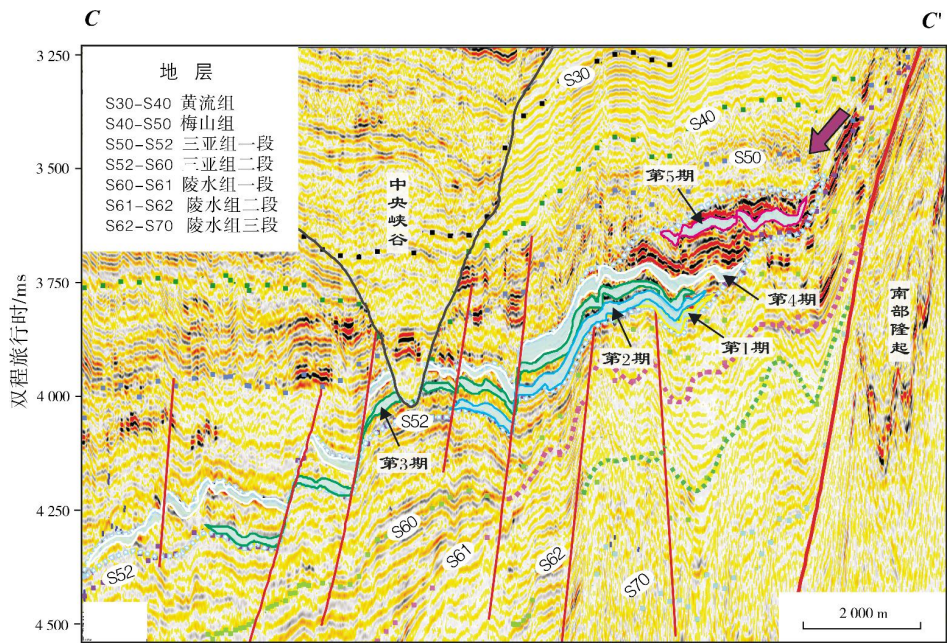 C
C'
地 层
S30-S40 黄流组
S40-S50 梅山组
S50-S52 三亚组一段
S52-S60 三亚组二段
S60-S61 陵水组一段
S61-S62 陵水组二段
S62-S70 陵水组三段
双程旅行时/ms
3 250
3 500
3 750
4 000
4 250
4 500
S30
S40
S50
中央峡谷
第5期
第4期
第1期
第2期
第3期
南部隆起
S52
S52
S60
S61
S62
S70
2 000 m